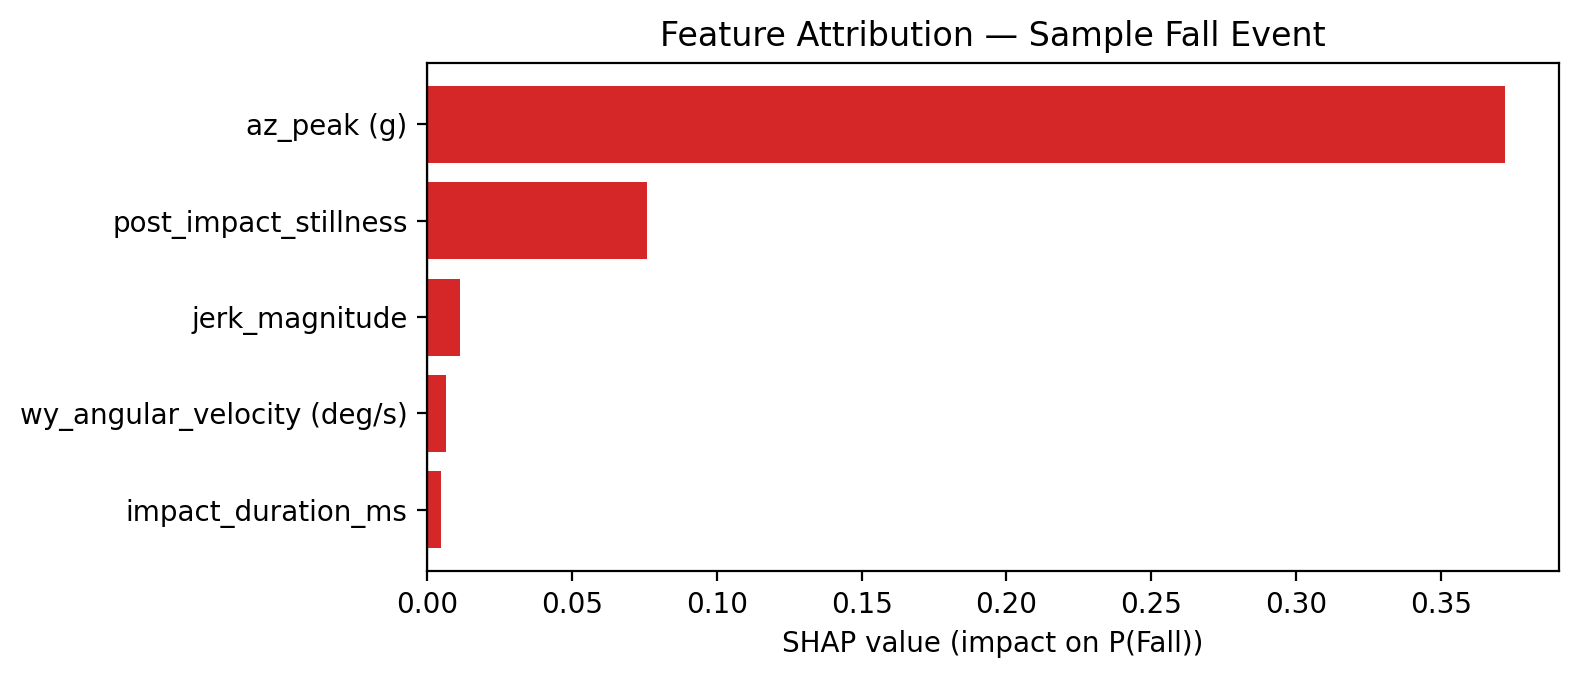 Feature Attribution — Sample Fall Event
az_peak (g)
post_impact_stillness
jerk_magnitude
wy_angular_velocity (deg/s)
impact_duration_ms
0.00 0.05 0.10 0.15 0.20 0.25 0.30 0.35
SHAP value (impact on P(Fall))